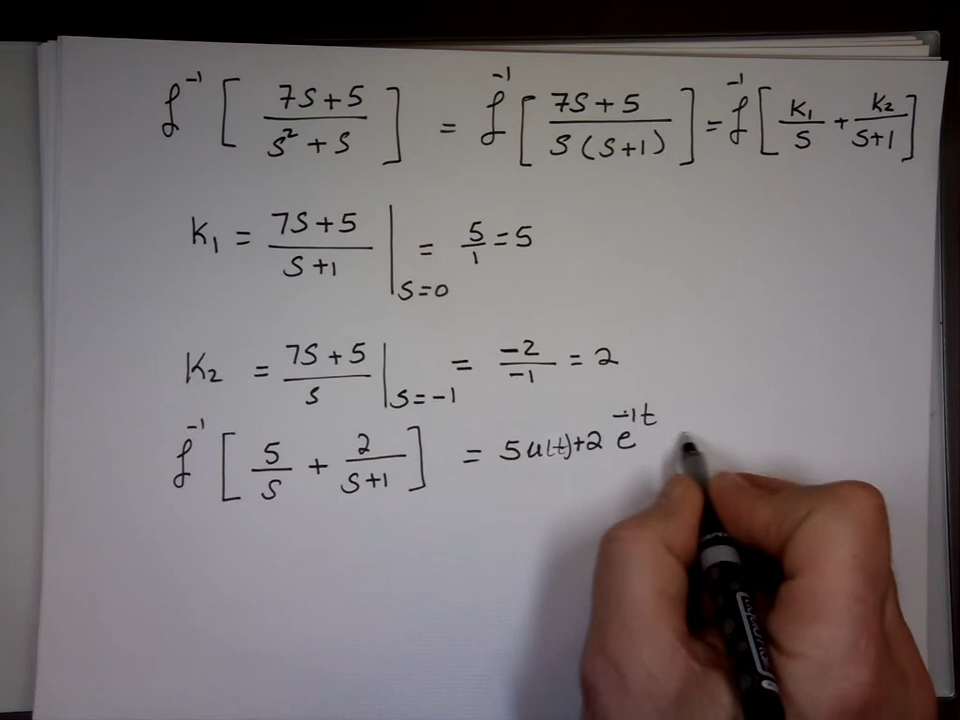 ℒ⁻¹ [ (7S+5)/(S²+S) ] = ℒ⁻¹ [ (7S+5)/(S(S+1)) ] = ℒ⁻¹ [ K₁/S + K₂/(S+1) ]
K₁ = (7S+5)/(S+1) |S=0 = 5/1 = 5
K₂ = (7S+5)/S |S=-1 = -2/-1 = 2
ℒ⁻¹ [ 5/S + 2/(S+1) ] = 5u(t)+2 e^(-1t)